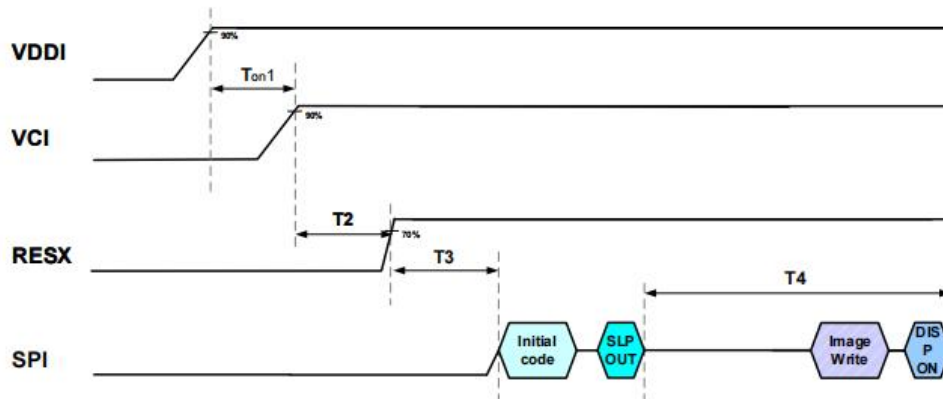 VDDI
90%
Ton1
VCI
90%
T2
RESX
70%
T3
T4
SPI
Initial
code
SLP
OUT
Image
Write
DIS
P
ON